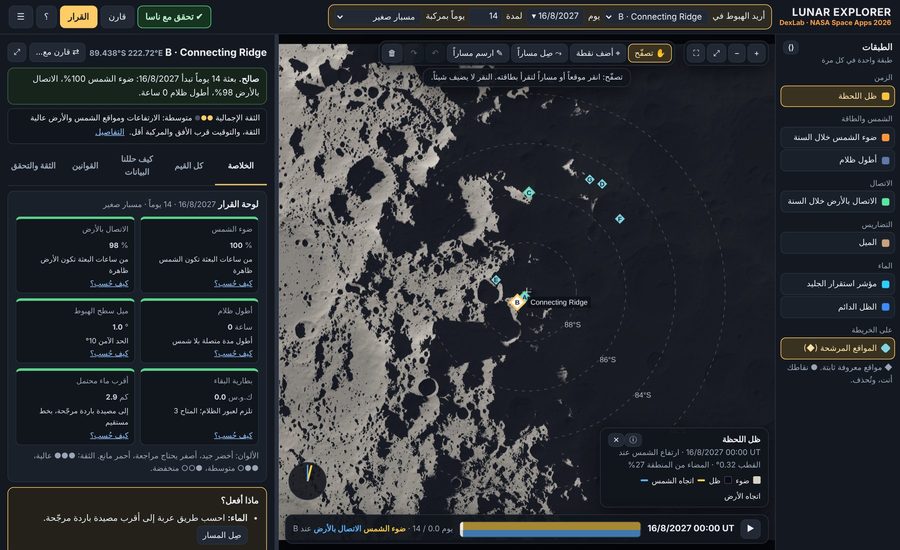 LUNAR EXPLORER
DexLab · NASA Space Apps 2026
أريد الهبوط في B · Connecting Ridge يوم 16/8/2027 لمدة 14 يوماً بمركبة مسبار صغير
✔ تحقق مع ناسا
القرار
قارن
؟
☰
الطبقات
طبقة واحدة في كل مرة
الزمن
ظل اللحظة
الشمس والطاقة
ضوء الشمس خلال السنة
أطول ظلام
الاتصال
الاتصال بالأرض خلال السنة
التضاريس
الميل
الماء
مؤشر استقرار الجليد
الظل الدائم
على الخريطة
المواقع المرشحة (◆)
◆ مواقع معروفة ثابتة. ● نقاطك أنت، وتُحذف.
+
−
✋ تصفّح
+ أضف نقطة
صِل مساراً
✎ ارسم مساراً
تصفّح: انقر موقعاً أو مساراً لتقرأ بطاقته. النقر لا يضيف شيئاً.
C
G
D
F
E
B
Connecting Ridge
88°S
86°S
84°S
ظل اللحظة
16/8/2027 00:00 UT · ارتفاع الشمس عند القطب 0.32° · المضاء من المنطقة 27%
ضوء
ظل
اتجاه الشمس
اتجاه الأرض
16/8/2027 00:00 UT
يوم 0.0 / 14 · ضوء الشمس الاتصال بالأرض عند B
B · Connecting Ridge 89.438°S 222.72°E
⇄ قارن مع...
صالح. بعثة 14 يوماً تبدأ 16/8/2027: ضوء الشمس 100%، الاتصال بالأرض 98%، أطول ظلام 0 ساعة.
الثقة الإجمالية متوسطة: الارتفاعات ومواقع الشمس والأرض عالية الثقة، والتوقيت قرب الأفق والمركبة أقل. التفاصيل
الخلاصة
كيف حللنا البيانات
كل القيم
القوانين
الثقة والتحقق
لوحة القرار 16/8/2027 · 14 يوماً · مسبار صغير
ضوء الشمس
100 %
من ساعات البعثة تكون الشمس ظاهرة
كيف حُسب؟
الاتصال بالأرض
98 %
من ساعات البعثة تكون الأرض ظاهرة
كيف حُسب؟
أطول ظلام
0 ساعة
أطول مدة متصلة بلا شمس
كيف حُسب؟
ميل سطح الهبوط
1.0 °
الحد الآمن 10°
كيف حُسب؟
بطارية البقاء
0.0 ك.و.س
تلزم لعبور الظلام؛ المتاح 3
كيف حُسب؟
أقرب ماء محتمل
2.9 كم
إلى مصيدة باردة مرجّحة، بخط مستقيم
كيف حُسب؟
الألوان: أخضر جيد، أصفر يحتاج مراجعة، أحمر مانع. الثقة: ●●● عالية، ●●○ متوسطة، ●○○ منخفضة.
ماذا أفعل؟
• الماء: احسب طريق عربة إلى أقرب مصيدة باردة مرجّحة.
صِل المسار